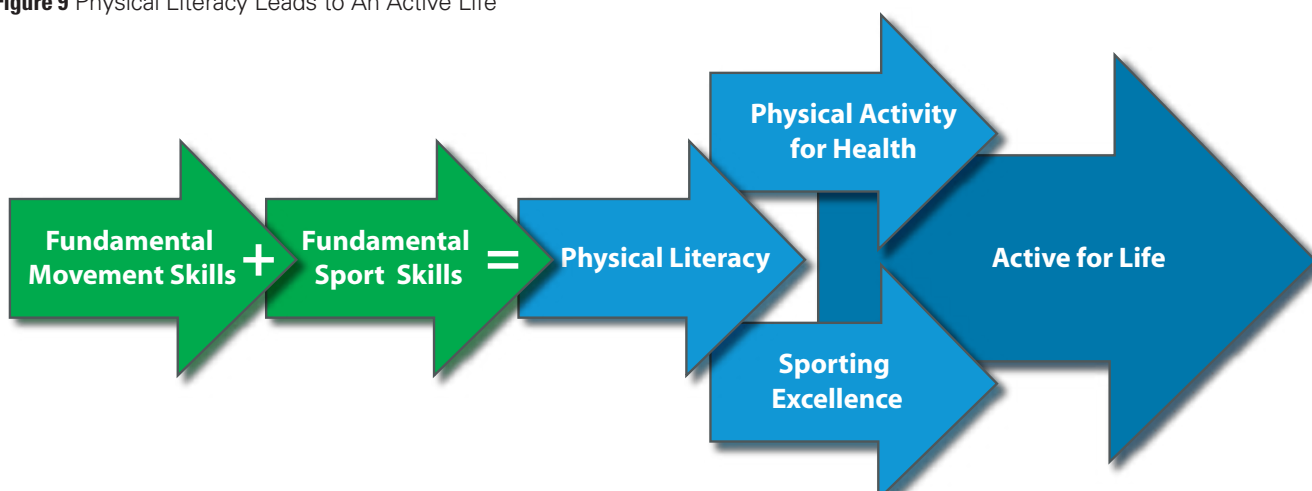 Figure 9 Physical Literacy Leads to An Active Life
Fundamental
Movement Skills
+
Fundamental
Sport Skills
=
Physical Literacy
Physical Activity
for Health
Sporting
Excellence
Active for Life